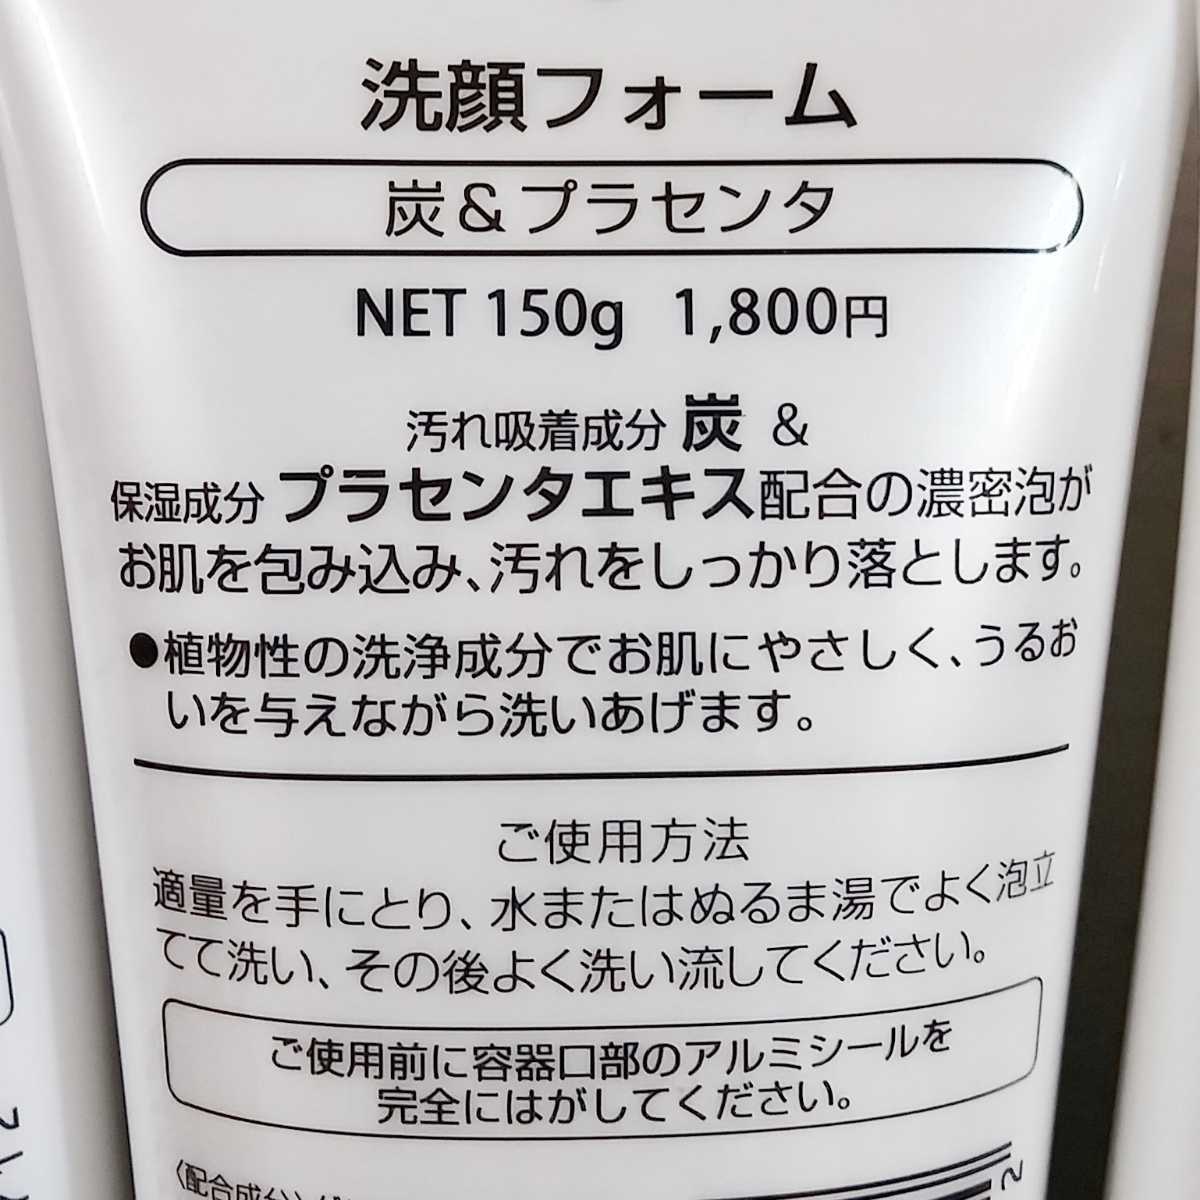 洗顔フォーム
炭&プラセンタ
NET 150g 1,800円
汚れ吸着成分 炭 &
保湿成分 プラセンタエキス配合の濃密泡が
お肌を包み込み、汚れをしっかり落とします。
●植物性の洗浄成分でお肌にやさしく、うるお
いを与えながら洗いあげます。
ご使用方法
適量を手にとり、水またはぬるま湯でよく泡立
てて洗い、その後よく洗い流してください。
ご使用前に容器口部のアルミシールを
完全にはがしてください。
〈配合成分〉